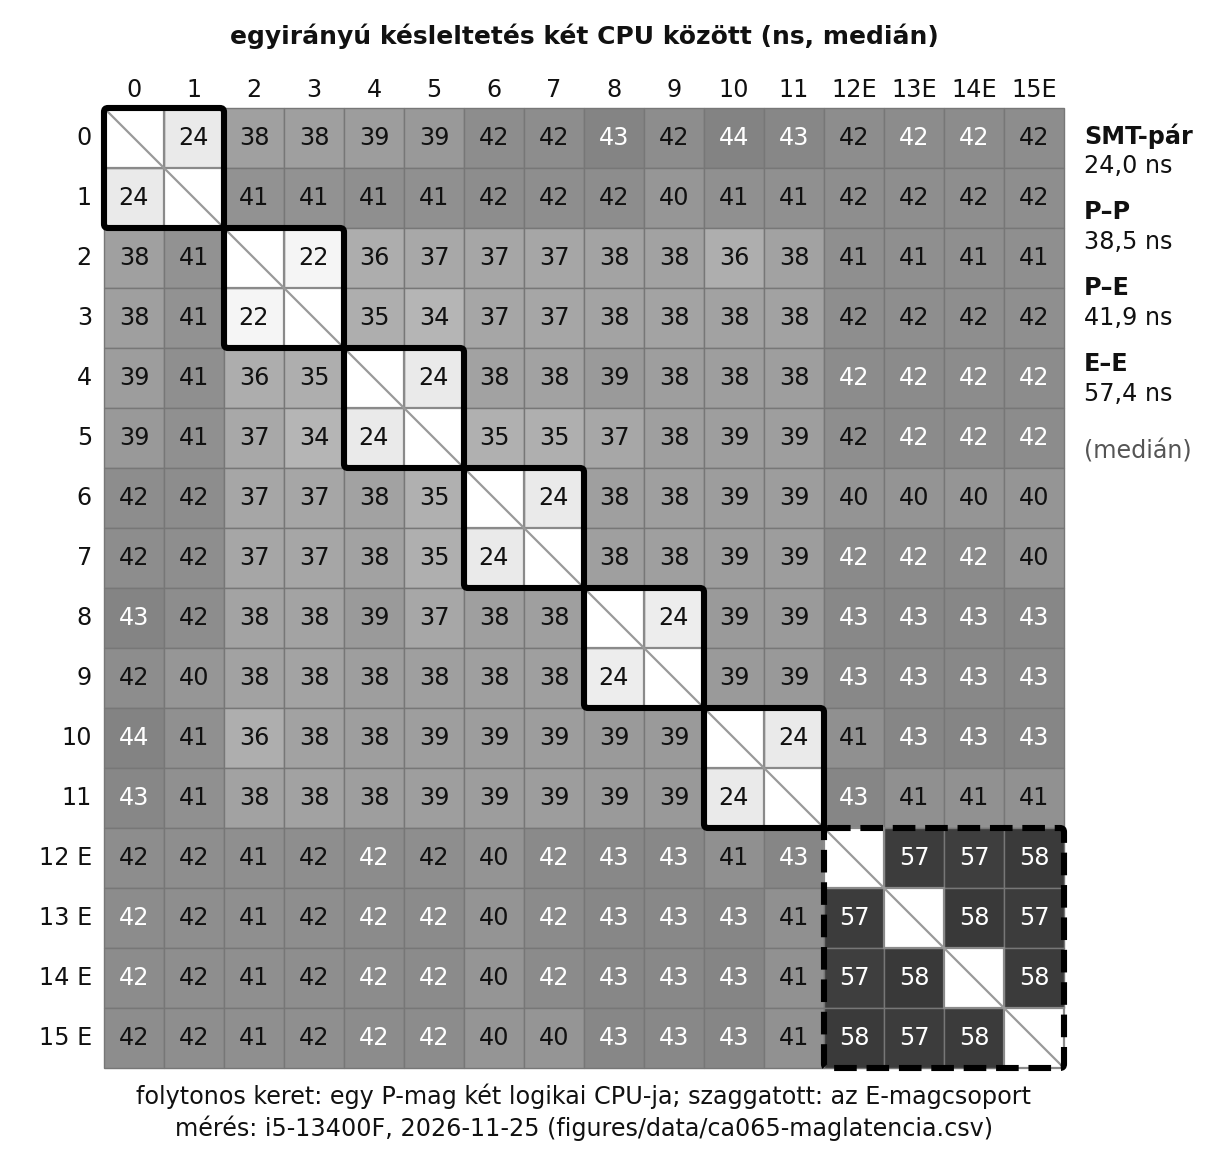 egyirányú késleltetés két CPU között (ns, medián)
0 1 2 3 4 5 6 7 8 9 10 11 12E 13E 14E 15E
0 24 38 38 39 39 42 42 43 42 44 43 42 42 42 42
1 24 41 41 41 41 42 42 42 40 41 41 42 42 42 42
2 38 41 22 36 37 37 37 38 38 36 38 41 41 41 41
3 38 41 22 35 34 37 37 38 38 38 38 42 42 42 42
4 39 41 36 35 24 38 38 39 38 38 38 42 42 42 42
5 39 41 37 34 24 35 35 37 38 39 39 42 42 42 42
6 42 42 37 37 38 35 24 38 38 39 39 40 40 40 40
7 42 42 37 37 38 35 24 38 38 39 39 42 42 42 40
8 43 42 38 38 39 37 38 38 24 39 39 43 43 43 43
9 42 40 38 38 38 38 38 38 24 39 39 43 43 43 43
10 44 41 36 38 38 39 39 39 39 39 24 41 43 43 43
11 43 41 38 38 38 39 39 39 39 39 24 43 41 41 41
12 E 42 42 41 42 42 42 40 42 43 43 41 43 57 57 58
13 E 42 42 41 42 42 42 40 42 43 43 43 41 57 58 57
14 E 42 42 41 42 42 42 40 42 43 43 43 41 57 58 58
15 E 42 42 41 42 42 42 40 40 43 43 43 41 58 57 58
SMT-pár
24,0 ns
P–P
38,5 ns
P–E
41,9 ns
E–E
57,4 ns
(medián)
folytonos keret: egy P-mag két logikai CPU-ja; szaggatott: az E-magcsoport
mérés: i5-13400F, 2026-11-25 (figures/data/ca065-maglatencia.csv)